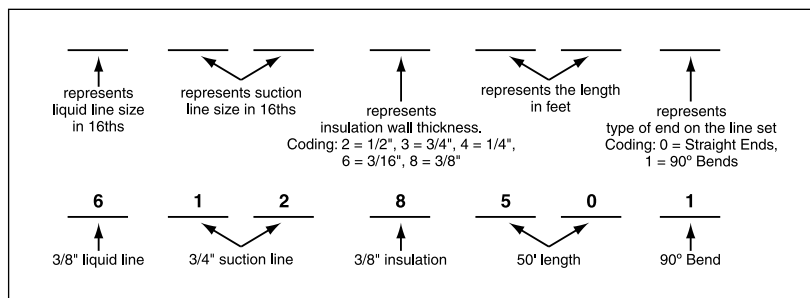 represents
liquid line size
in 16ths
represents suction
line size in 16ths
represents
insulation wall thickness.
Coding: 2 = 1/2", 3 = 3/4", 4 = 1/4",
6 = 3/16", 8 = 3/8"
represents the length
in feet
represents
type of end on the line set
Coding: 0 = Straight Ends,
1 = 90º Bends
6 1 2 8 5 0 1
3/8" liquid line 3/4" suction line 3/8" insulation 50' length 90º Bend